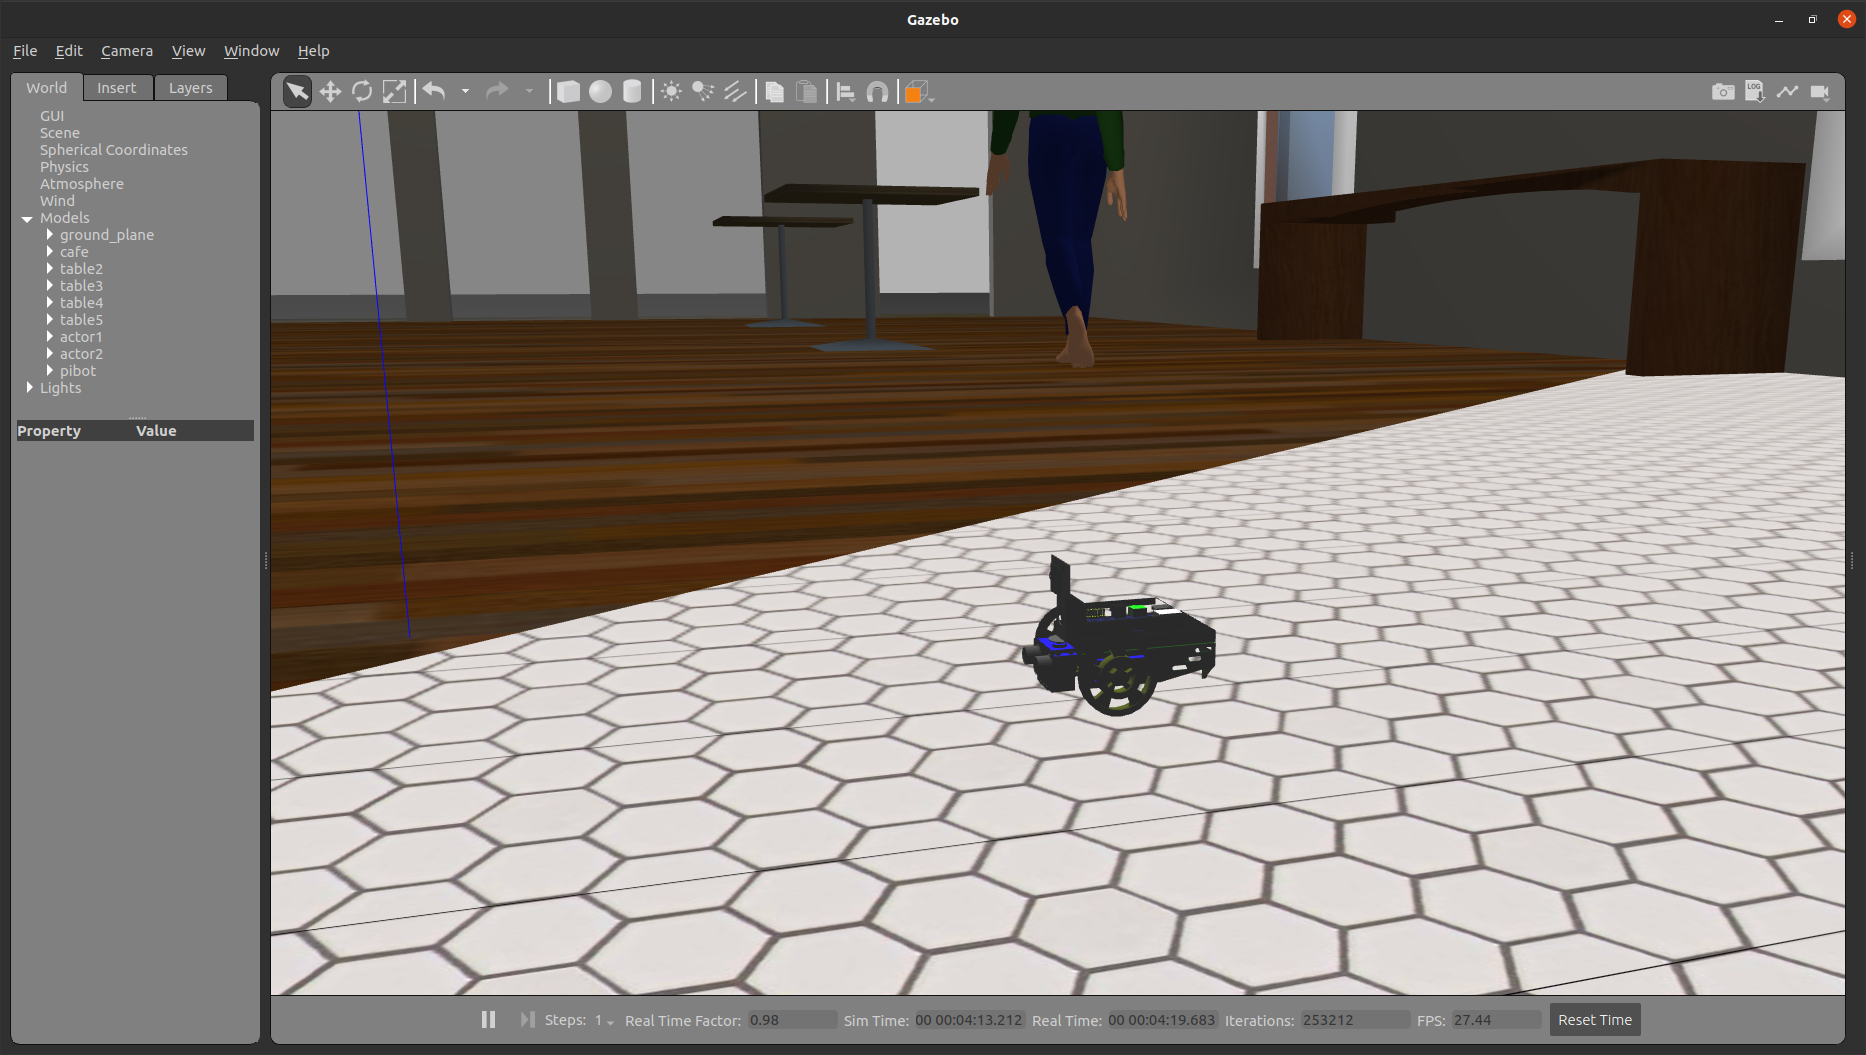 Gazebo
File Edit Camera View Window Help
World Insert Layers
LOG
GUI
Scene
Spherical Coordinates
Physics
Atmosphere
Wind
Models
ground_plane
cafe
table2
table3
table4
table5
actor1
actor2
pibot
Lights
Property Value
Steps: 1 Real Time Factor: 0.98 Sim Time: 00 00:04:13.212 Real Time: 00 00:04:19.683 Iterations: 253212 FPS: 27.44 Reset Time